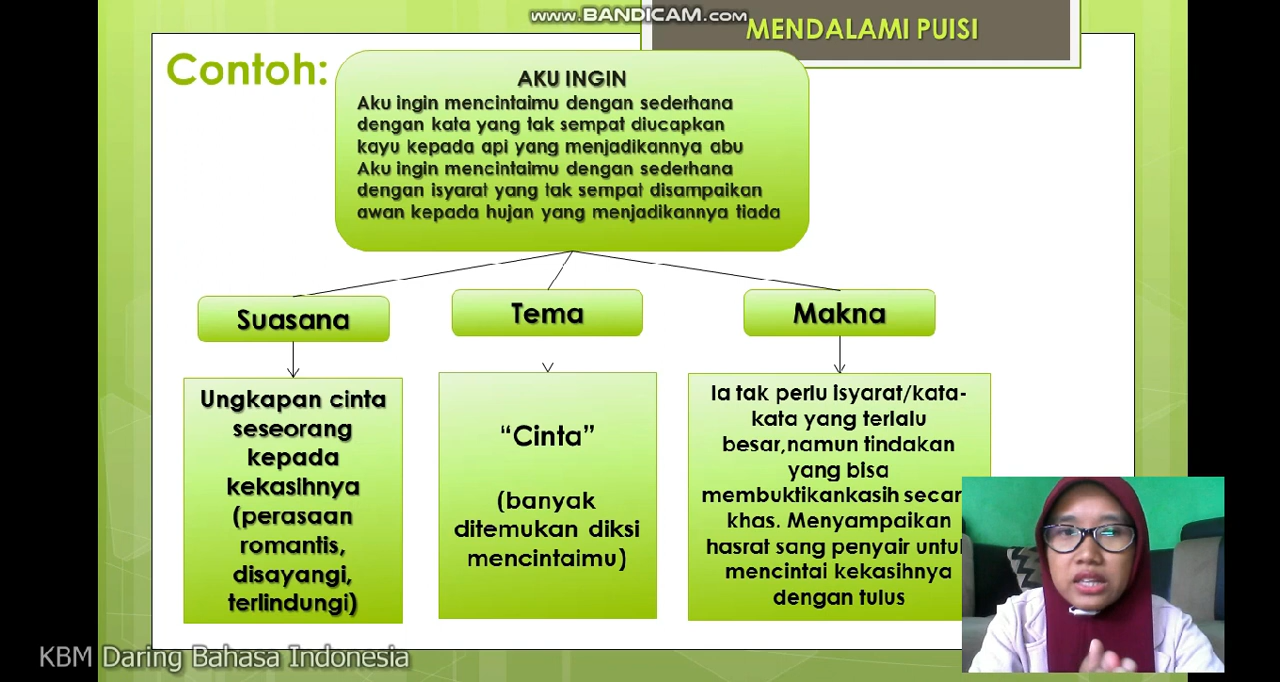 www.BANDICAM.com
MENDALAMI PUISI
Contoh:
AKU INGIN
Aku ingin mencintaimu dengan sederhana
dengan kata yang tak sempat diucapkan
kayu kepada api yang menjadikannya abu
Aku ingin mencintaimu dengan sederhana
dengan isyarat yang tak sempat disampaikan
awan kepada hujan yang menjadikannya tiada
Suasana
Ungkapan cinta
seseorang
kepada
kekasihnya
(perasaan
romantis,
disayangi,
terlindungi)
Tema
“Cinta”
(banyak
ditemukan diksi
mencintaimu)
Makna
Ia tak perlu isyarat/kata-
kata yang terlalu
besar,namun tindakan
yang bisa
membuktikankasih secara
khas. Menyampaikan
hasrat sang penyair untuk
mencintai kekasihnya
dengan tulus
KBM Daring Bahasa Indonesia